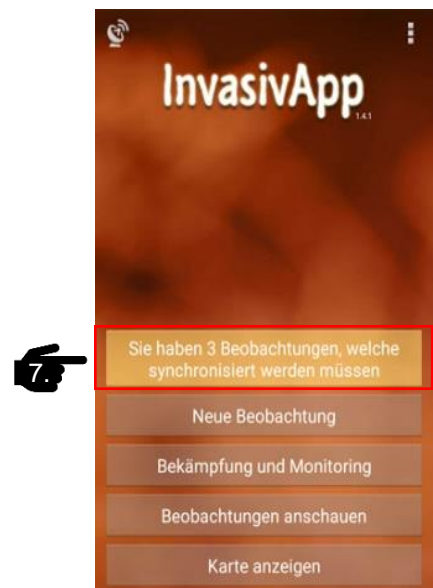 InvasivApp
1.4.1
Sie haben 3 Beobachtungen, welche
synchronisiert werden müssen
7.
Neue Beobachtung
Bekämpfung und Monitoring
Beobachtungen anschauen
Karte anzeigen